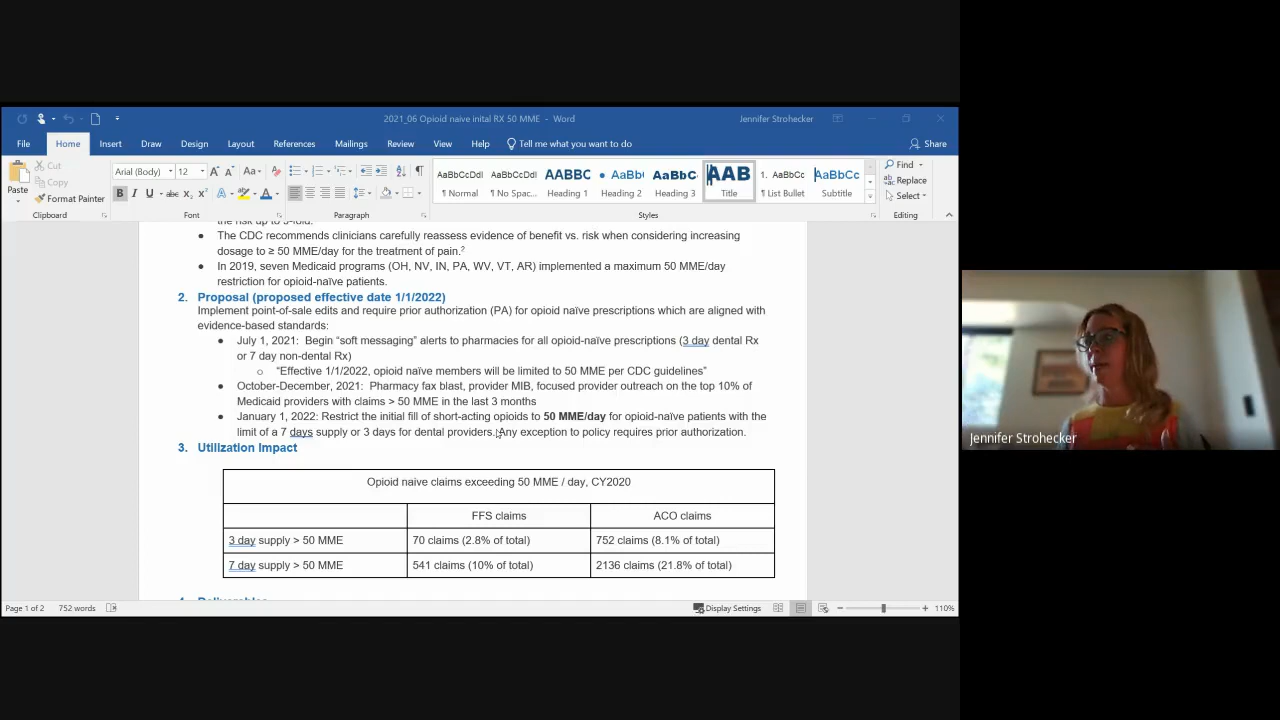 2021_06 Opioid naive inital RX 50 MME - Word
Jennifer Strohecker
File Home Insert Draw Design Layout References Mailings Review View Help Tell me what you want to do Share
Paste
Cut
Copy
Format Painter
Clipboard
Arial (Body) 12
Font
Paragraph
AaBbCcDdI AaBbCcDdI AABBC AaBb( AaBbC AAB 1. AaBbCc AaBbCc
¶ Normal ¶ No Spac... Heading 1 Heading 2 Heading 3 Title ¶ List Bullet Subtitle
Styles
Find
Replace
Select
Editing
the risk up to
● The CDC recommends clinicians carefully reassess evidence of benefit vs. risk when considering increasing
dosage to ≥ 50 MME/day for the treatment of pain.²
● In 2019, seven Medicaid programs (OH, NV, IN, PA, WV, VT, AR) implemented a maximum 50 MME/day
restriction for opioid-naïve patients.
2. Proposal (proposed effective date 1/1/2022)
Implement point-of-sale edits and require prior authorization (PA) for opioid naïve prescriptions which are aligned with
evidence-based standards:
● July 1, 2021: Begin “soft messaging” alerts to pharmacies for all opioid-naïve prescriptions (3 day dental Rx
or 7 day non-dental Rx)
○ “Effective 1/1/2022, opioid naïve members will be limited to 50 MME per CDC guidelines”
● October-December, 2021: Pharmacy fax blast, provider MIB, focused provider outreach on the top 10% of
Medicaid providers with claims > 50 MME in the last 3 months
● January 1, 2022: Restrict the initial fill of short-acting opioids to 50 MME/day for opioid-naïve patients with the
limit of a 7 days supply or 3 days for dental providers. Any exception to policy requires prior authorization.
3. Utilization Impact
Opioid naive claims exceeding 50 MME / day, CY2020
FFS claims ACO claims
3 day supply > 50 MME 70 claims (2.8% of total) 752 claims (8.1% of total)
7 day supply > 50 MME 541 claims (10% of total) 2136 claims (21.8% of total)
4. Deliverables
Page 1 of 2 752 words Display Settings 110%
Jennifer Strohecker